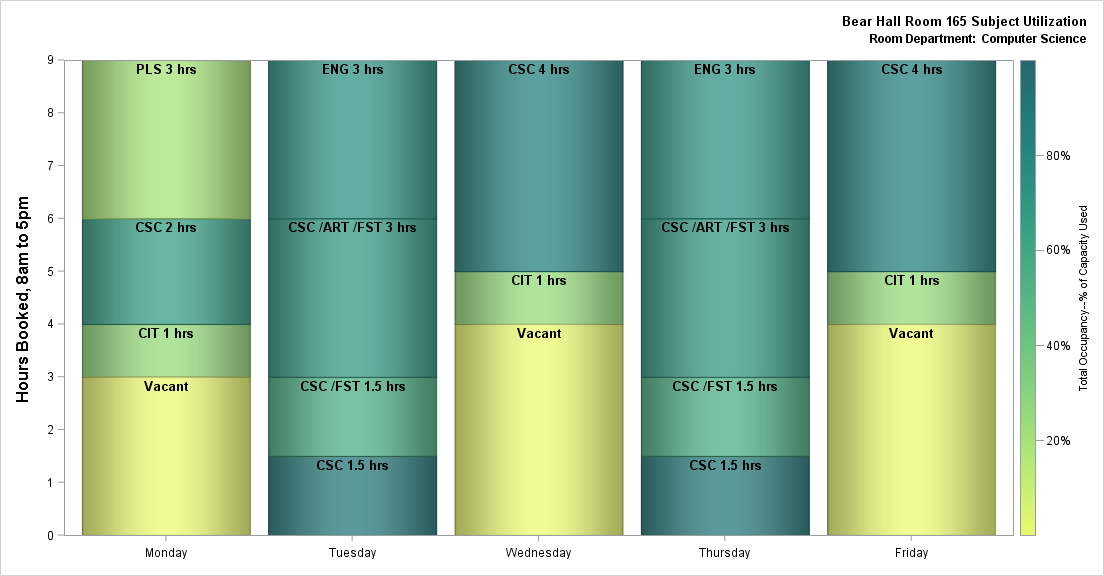 Bear Hall Room 165 Subject Utilization
Room Department: Computer Science
Hours Booked, 8am to 5pm
9
8
7
6
5
4
3
2
1
0
PLS 3 hrs
CSC 2 hrs
CIT 1 hrs
Vacant
Monday
ENG 3 hrs
CSC /ART /FST 3 hrs
CSC /FST 1.5 hrs
CSC 1.5 hrs
Tuesday
CSC 4 hrs
CIT 1 hrs
Vacant
Wednesday
ENG 3 hrs
CSC /ART /FST 3 hrs
CSC /FST 1.5 hrs
CSC 1.5 hrs
Thursday
CSC 4 hrs
CIT 1 hrs
Vacant
Friday
80%
60%
40%
20%
Total Occupancy--% of Capacity Used